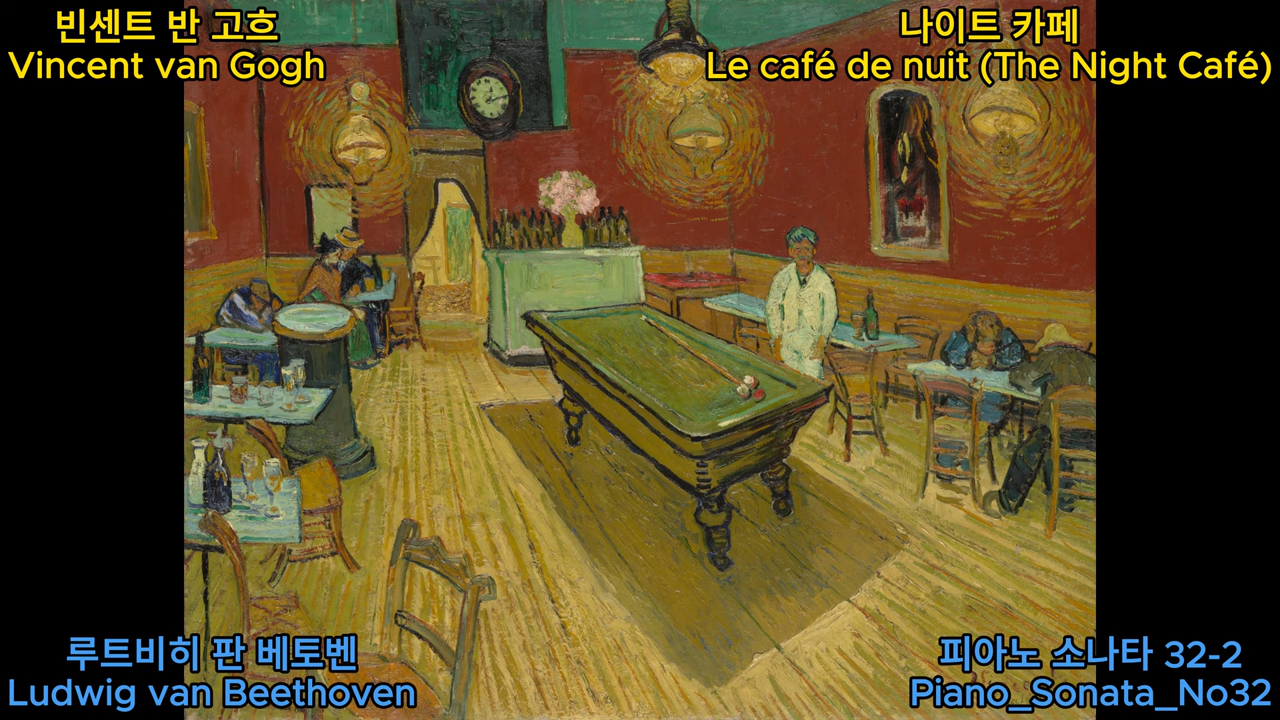 빈센트 반 고흐
Vincent van Gogh
나이트 카페
Le café de nuit (The Night Café)
루트비히 판 베토벤
Ludwig van Beethoven
피아노 소나타 32-2
Piano_Sonata_No32